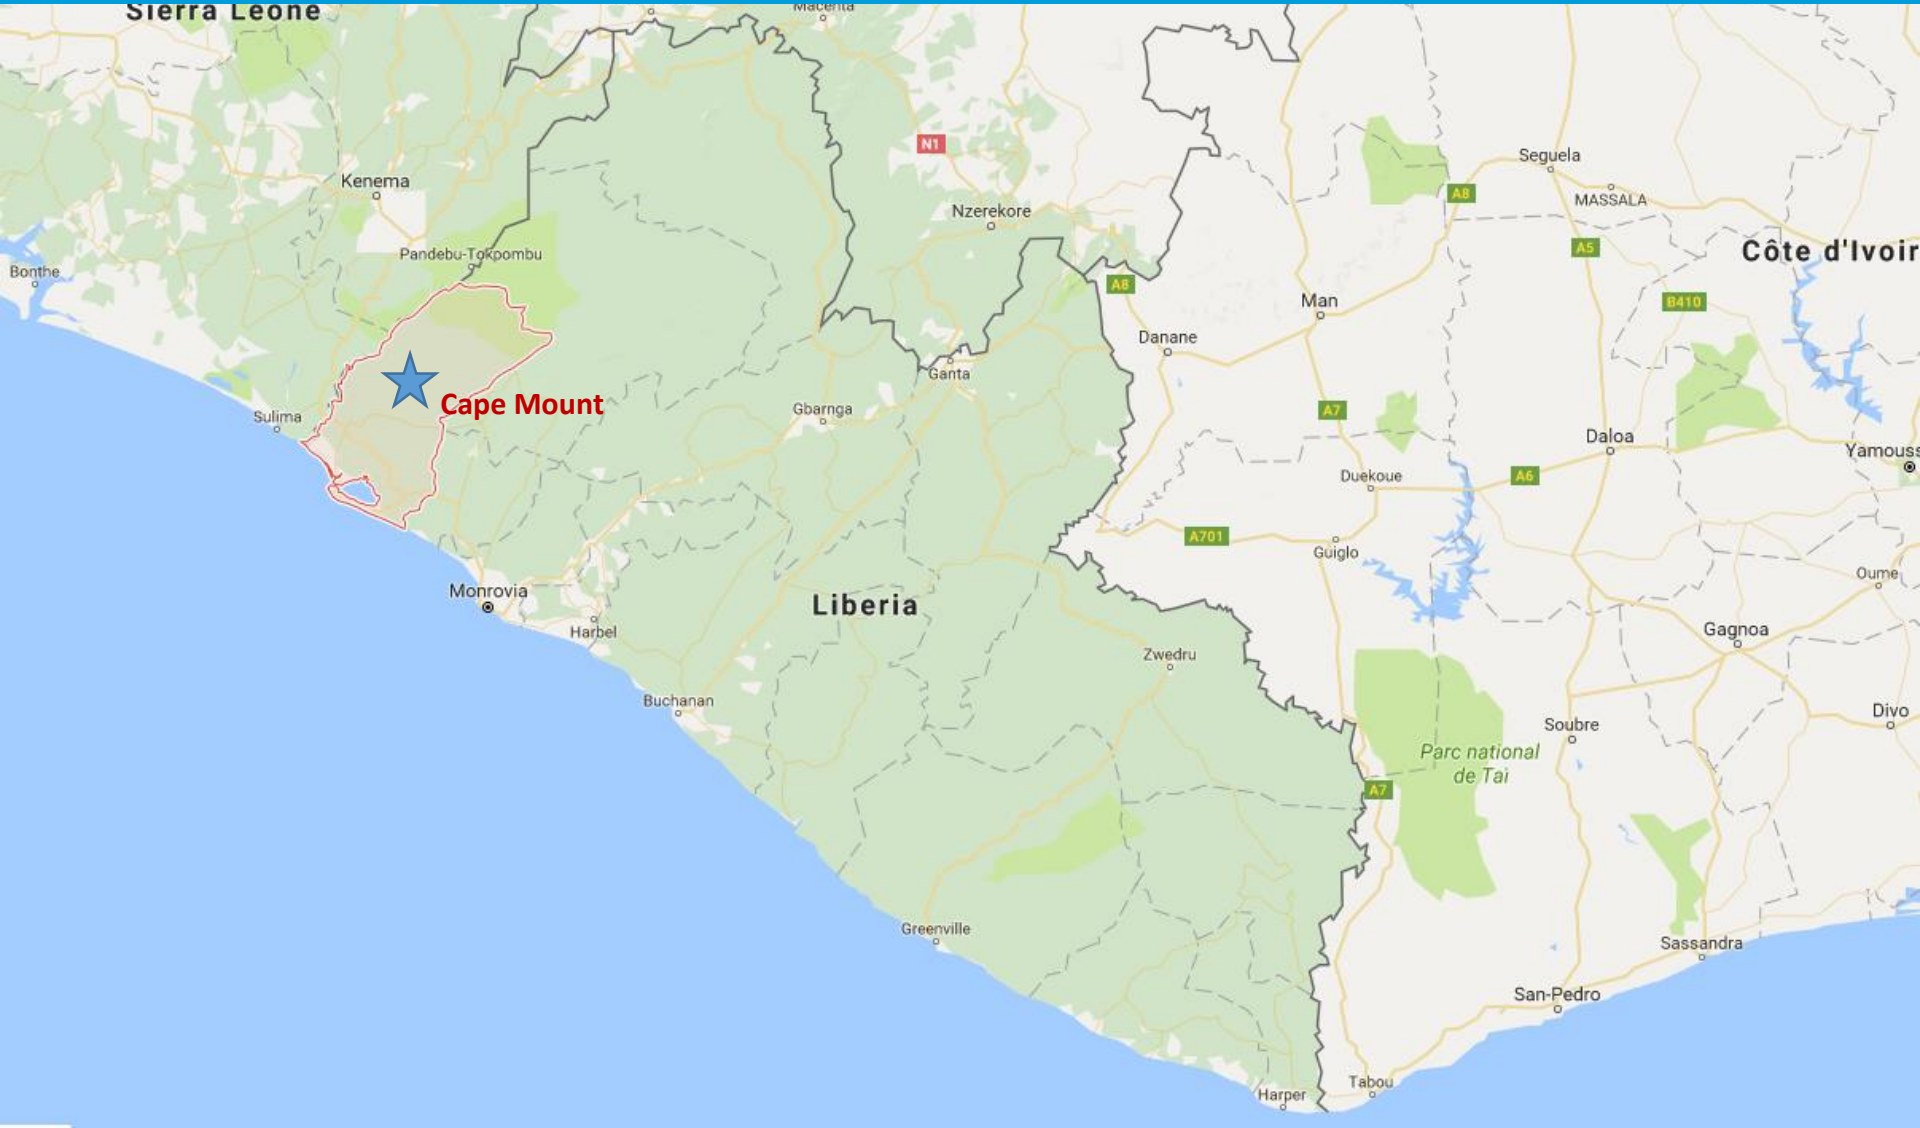 Sierra Leone
Macenta
N1
Kenema
Seguela
A8
MASSALA
Nzerekore
Pandebu-Tokpombu
A5
Côte d'Ivoir
Bonthe
A8
Man
B410
Danane
Ganta
Cape Mount
Sulima
Gbarnga
A7
Daloa
Yamouss
Duekoue
A6
A701
Guiglo
Oume
Monrovia
Liberia
Harbel
Gagnoa
Zwedru
Buchanan
Soubre
Divo
Parc national
de Tai
A7
Greenville
Sassandra
San-Pedro
Tabou
Harper